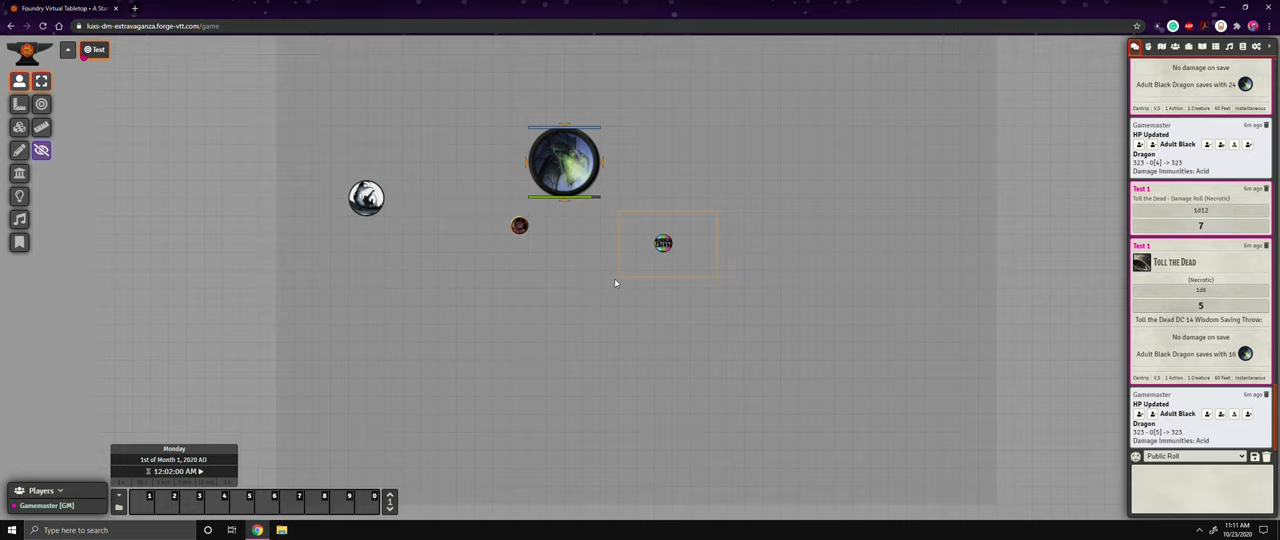 Foundry Virtual Tabletop • A Sta
luxs-dm-extravaganza.forge-vtt.com/game
Test
No damage on save
Adult Black Dragon saves with 24
Cantrip V,S 1 Action 1 Creature 60 Feet Instantaneous
Gamemaster 6m ago
HP Updated
Adult Black
Dragon
323 - 0[4] -> 323
Damage Immunities: Acid
Test 1 6m ago
Toll the Dead - Damage Roll (Necrotic)
1d12
7
Test 1 6m ago
Toll the Dead
(Necrotic)
1d8
5
Toll the Dead DC 14 Wisdom Saving Throw:
No damage on save
Adult Black Dragon saves with 16
Cantrip V,S 1 Action 1 Creature 60 Feet Instantaneous
Gamemaster 6m ago
HP Updated
Adult Black
Dragon
323 - 0[5] -> 323
Damage Immunities: Acid
Public Roll
Monday
1st of Month 1, 2020 AD
12:02:00 AM
Players
Gamemaster [GM]
1 2 3 4 5 6 7 8 9 0
1
Type here to search
11:11 AM
10/23/2020